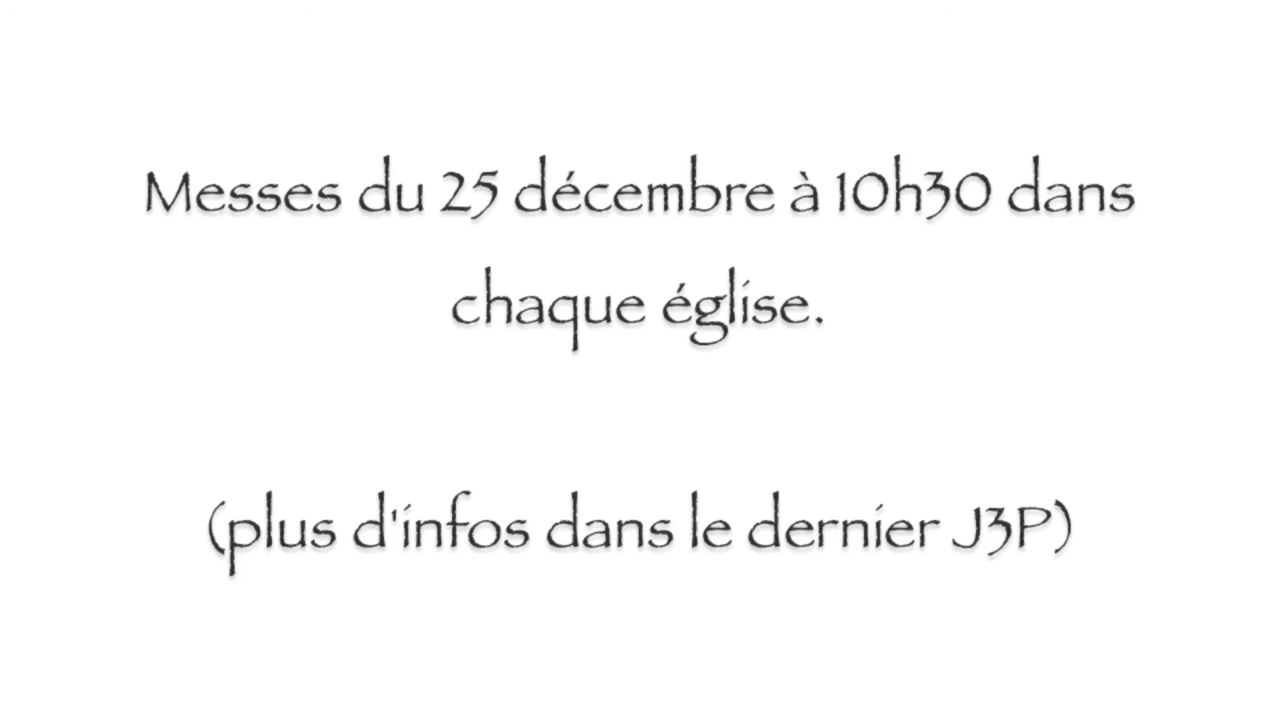 Messes du 25 décembre à 10h30 dans
chaque église.
(plus d'infos dans le dernier J3P)